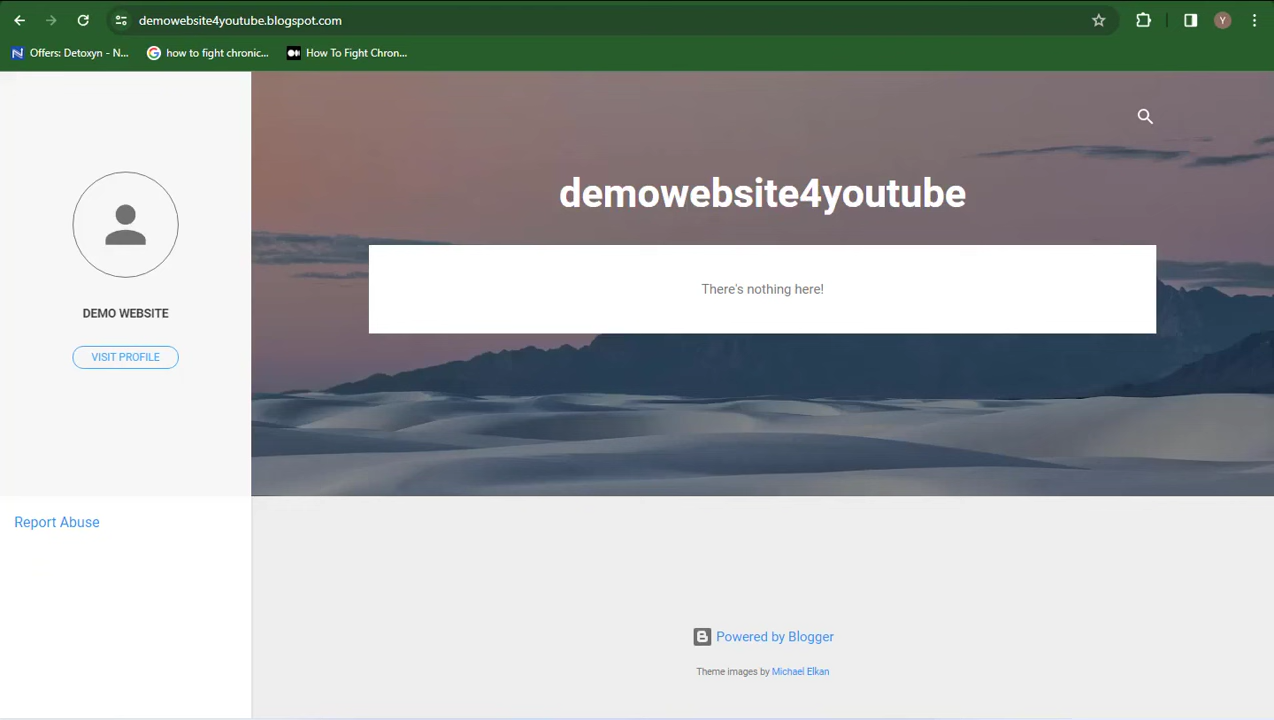 demowebsite4youtube.blogspot.com
Y
Offers: Detoxyn - N...
how to fight chronic...
How To Fight Chron...
demowebsite4youtube
There's nothing here!
DEMO WEBSITE
VISIT PROFILE
Report Abuse
Powered by Blogger
Theme images by Michael Elkan